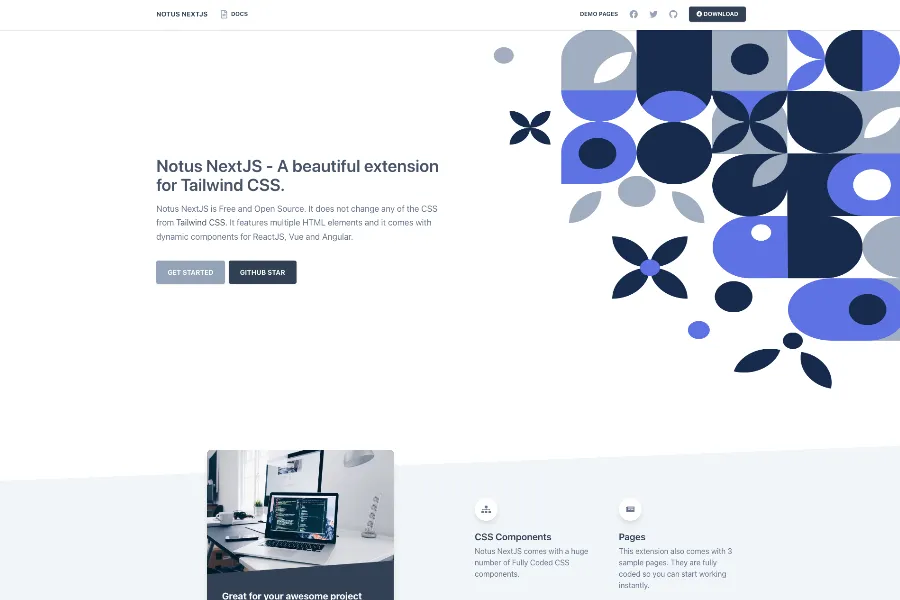 NOTUS NEXTJS
DOCS
DEMO PAGES
DOWNLOAD
Notus NextJS - A beautiful extension
for Tailwind CSS.
Notus NextJS is Free and Open Source. It does not change any of the CSS
from Tailwind CSS. It features multiple HTML elements and it comes with
dynamic components for ReactJS, Vue and Angular.
GET STARTED
GITHUB STAR
Great for your awesome project
CSS Components
Notus NextJS comes with a huge
number of Fully Coded CSS
components.
Pages
This extension also comes with 3
sample pages. They are fully
coded so you can start working
instantly.